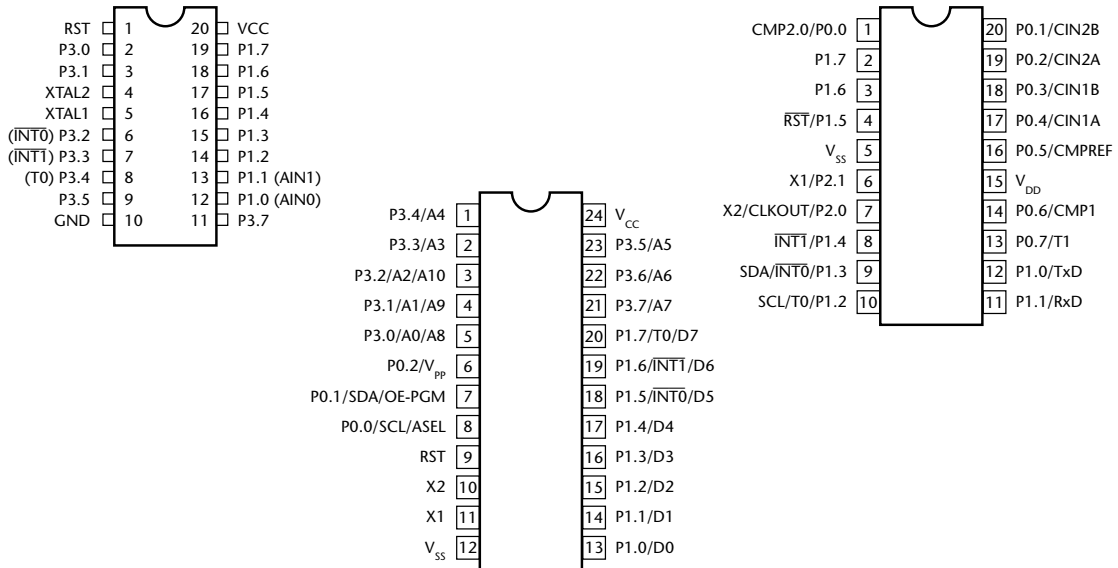 RST 1 20 VCC
P3.0 2 19 P1.7
P3.1 3 18 P1.6
XTAL2 4 17 P1.5
XTAL1 5 16 P1.4
(INT0) P3.2 6 15 P1.3
(INT1) P3.3 7 14 P1.2
(T0) P3.4 8 13 P1.1 (AIN1)
P3.5 9 12 P1.0 (AIN0)
GND 10 11 P3.7
P3.4/A4 1 24 VCC
P3.3/A3 2 23 P3.5/A5
P3.2/A2/A10 3 22 P3.6/A6
P3.1/A1/A9 4 21 P3.7/A7
P3.0/A0/A8 5 20 P1.7/T0/D7
P0.2/VPP 6 19 P1.6/INT1/D6
P0.1/SDA/OE-PGM 7 18 P1.5/INT0/D5
P0.0/SCL/ASEL 8 17 P1.4/D4
RST 9 16 P1.3/D3
X2 10 15 P1.2/D2
X1 11 14 P1.1/D1
VSS 12 13 P1.0/D0
CMP2.0/P0.0 1 20 P0.1/CIN2B
P1.7 2 19 P0.2/CIN2A
P1.6 3 18 P0.3/CIN1B
RST/P1.5 4 17 P0.4/CIN1A
VSS 5 16 P0.5/CMPREF
X1/P2.1 6 15 VDD
X2/CLKOUT/P2.0 7 14 P0.6/CMP1
INT1/P1.4 8 13 P0.7/T1
SDA/INT0/P1.3 9 12 P1.0/TxD
SCL/T0/P1.2 10 11 P1.1/RxD